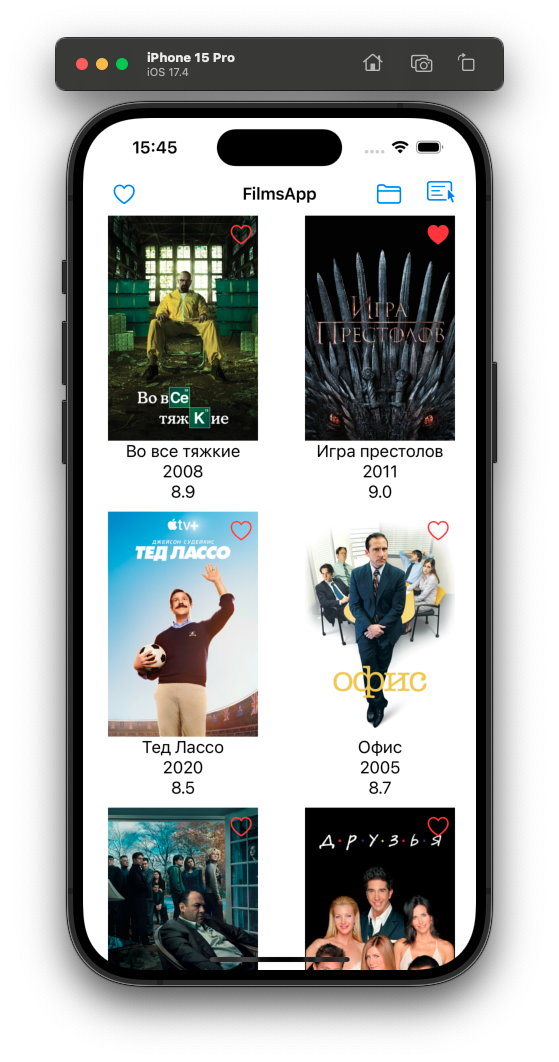 iPhone 15 Pro
iOS 17.4
15:45
FilmsApp
Во вCe
тяжKие
ИГРА
ПРЕСТОЛОВ
Во все тяжкие
2008
8.9
Игра престолов
2011
9.0
tv+
ДЖЕЙСОН СУДЕЙКИС
ТЕД ЛАССО
офис
Тед Лассо
2020
8.5
Офис
2005
8.7
Д·Р·У·З·Ь·Я